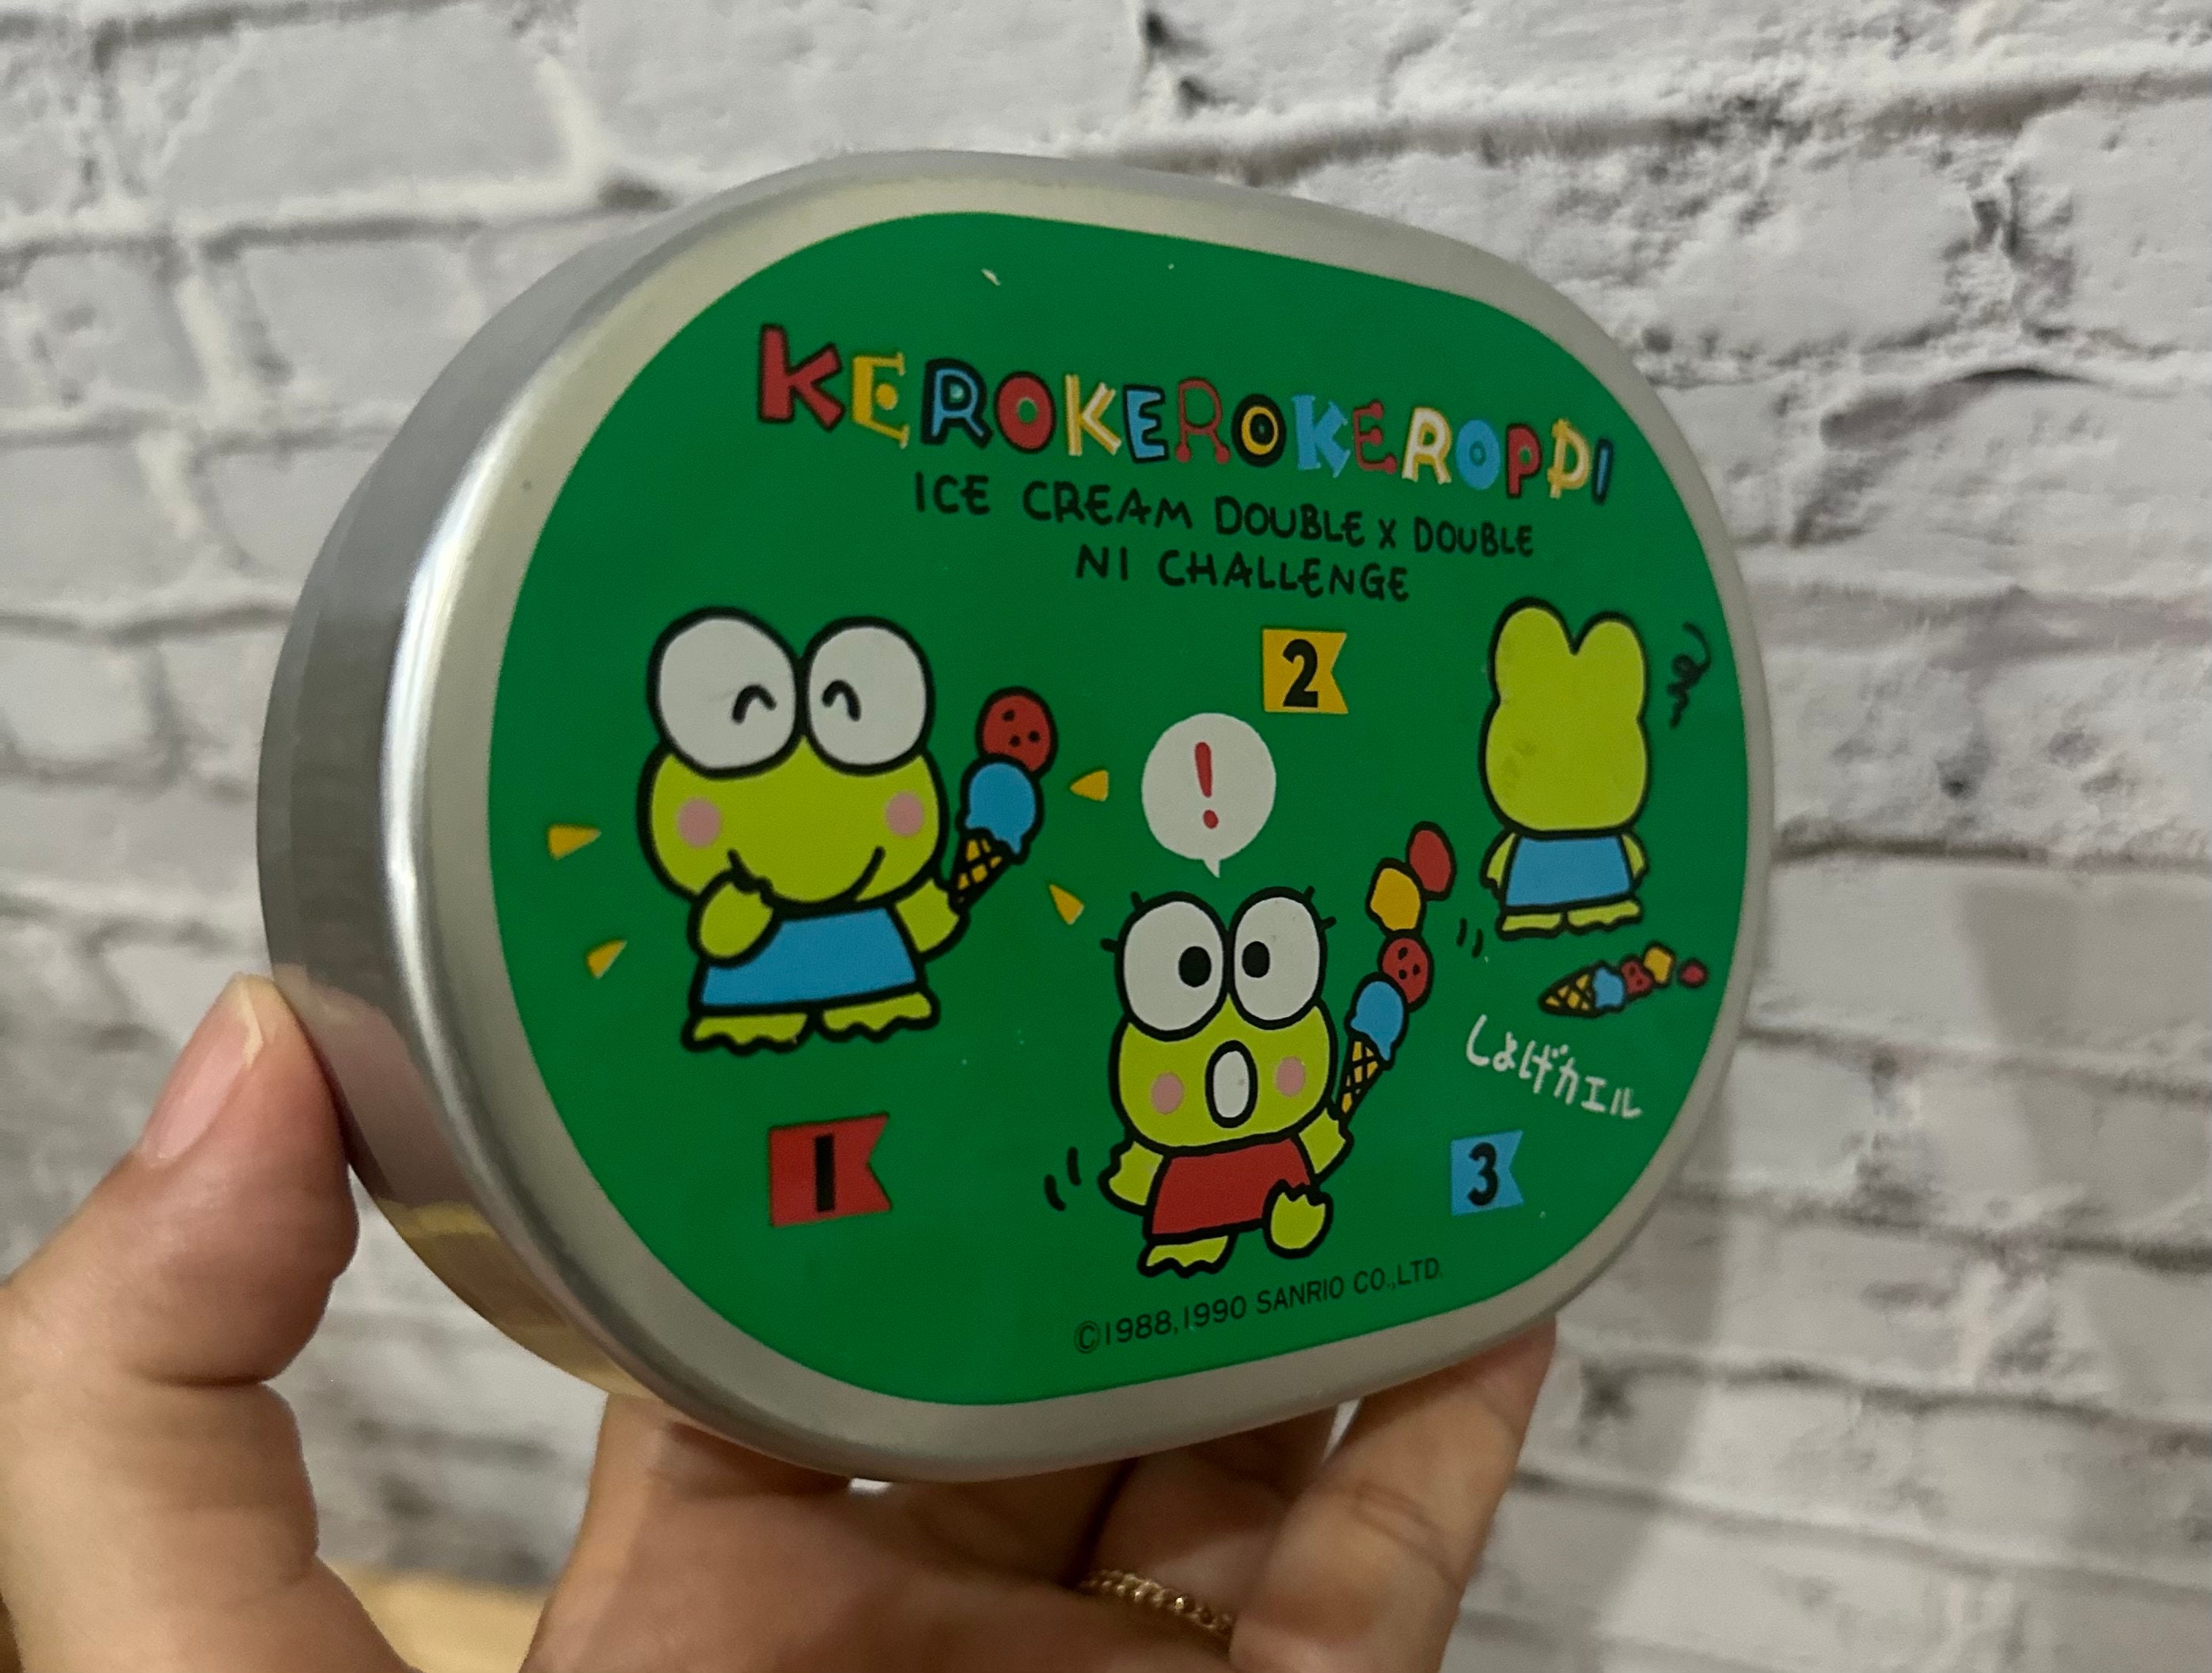 KEROKEROKEROPPI
ICE CREAM DOUBLE X DOUBLE
NI CHALLENGE
2
!
しょげカエル
1
3
©1988,1990 SANRIO CO.,LTD.